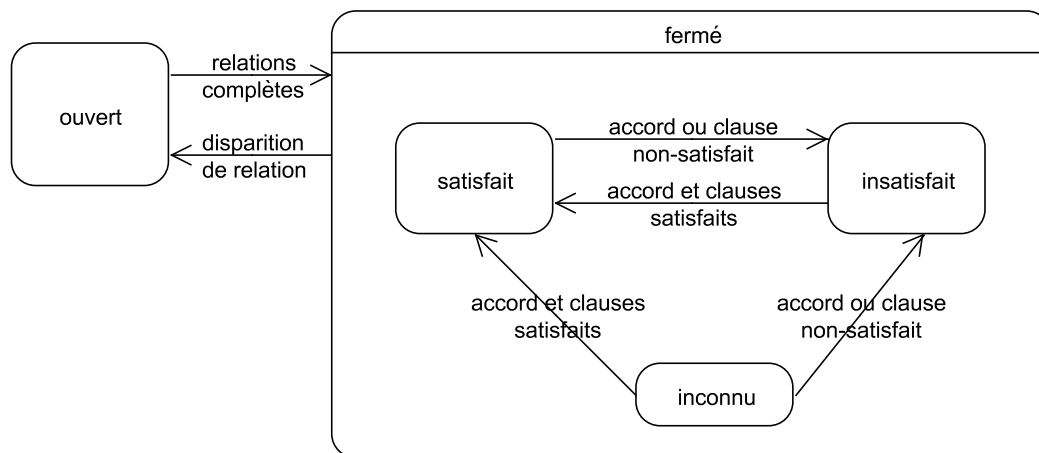 fermé
relations
complètes
ouvert
disparition
de relation
accord ou clause
non-satisfait
satisfait
insatisfait
accord et clauses
satisfaits
accord et clauses
satisfaits
accord ou clause
non-satisfait
inconnu